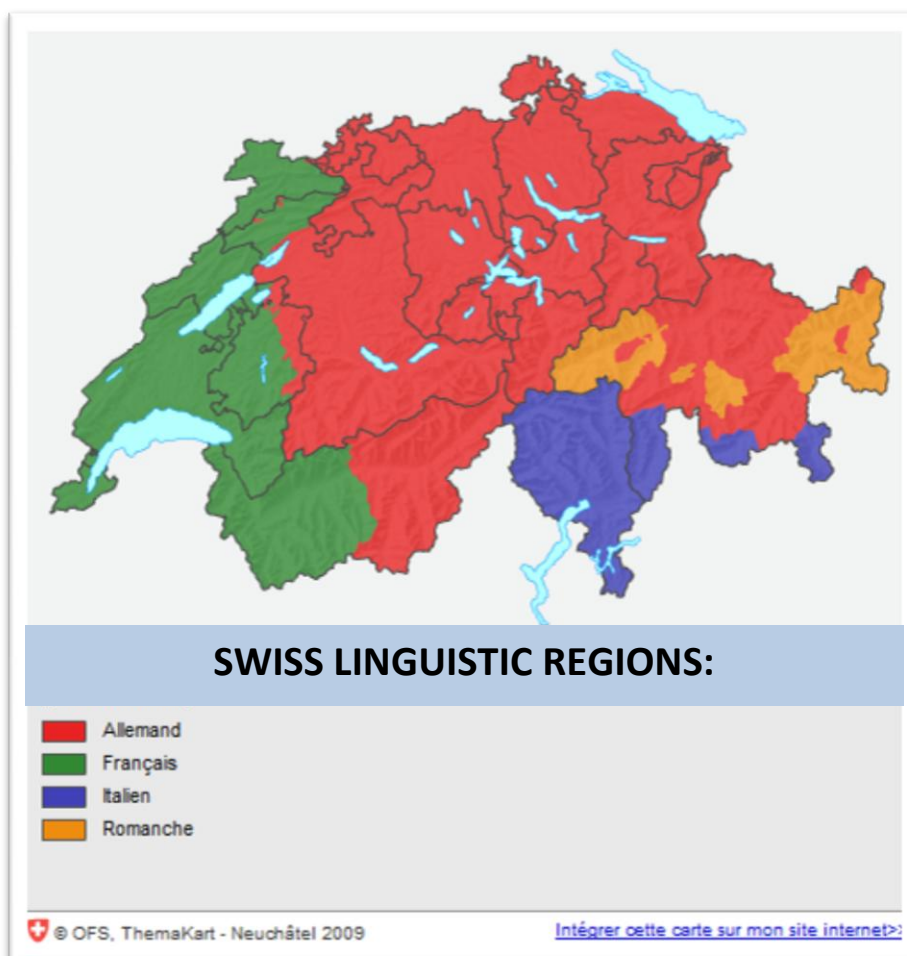 SWISS LINGUISTIC REGIONS:
Allemand
Français
Italien
Romanche
© OFS, ThemaKart - Neuchâtel 2009
Intégrer cette carte sur mon site internet>>